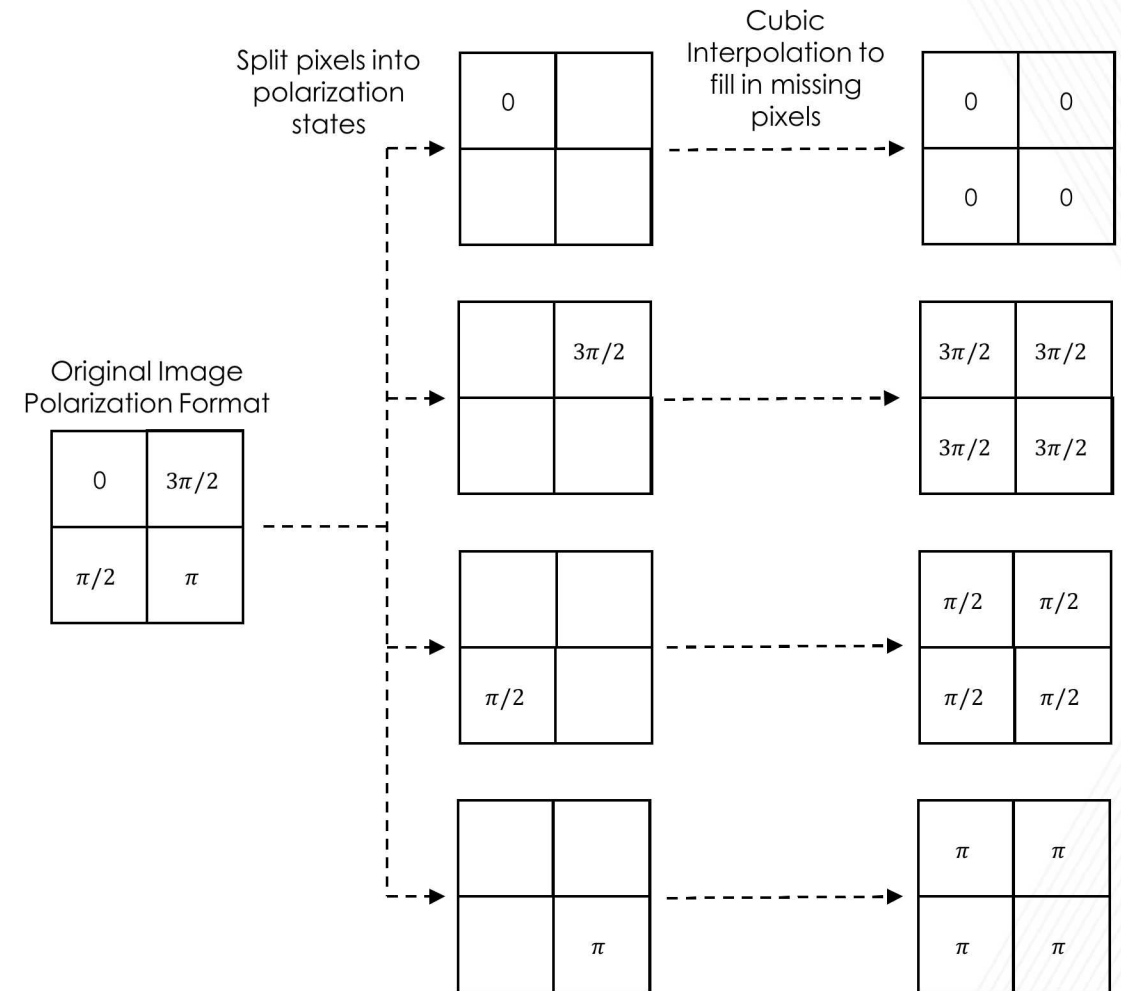 Split pixels into
polarization
states
Cubic
Interpolation to
fill in missing
pixels
0
0 0
0 0
3π/2
3π/2 3π/2
3π/2 3π/2
Original Image
Polarization Format
0 3π/2
π/2 π
π/2
π/2 π/2
π/2 π/2
π
π π
π π